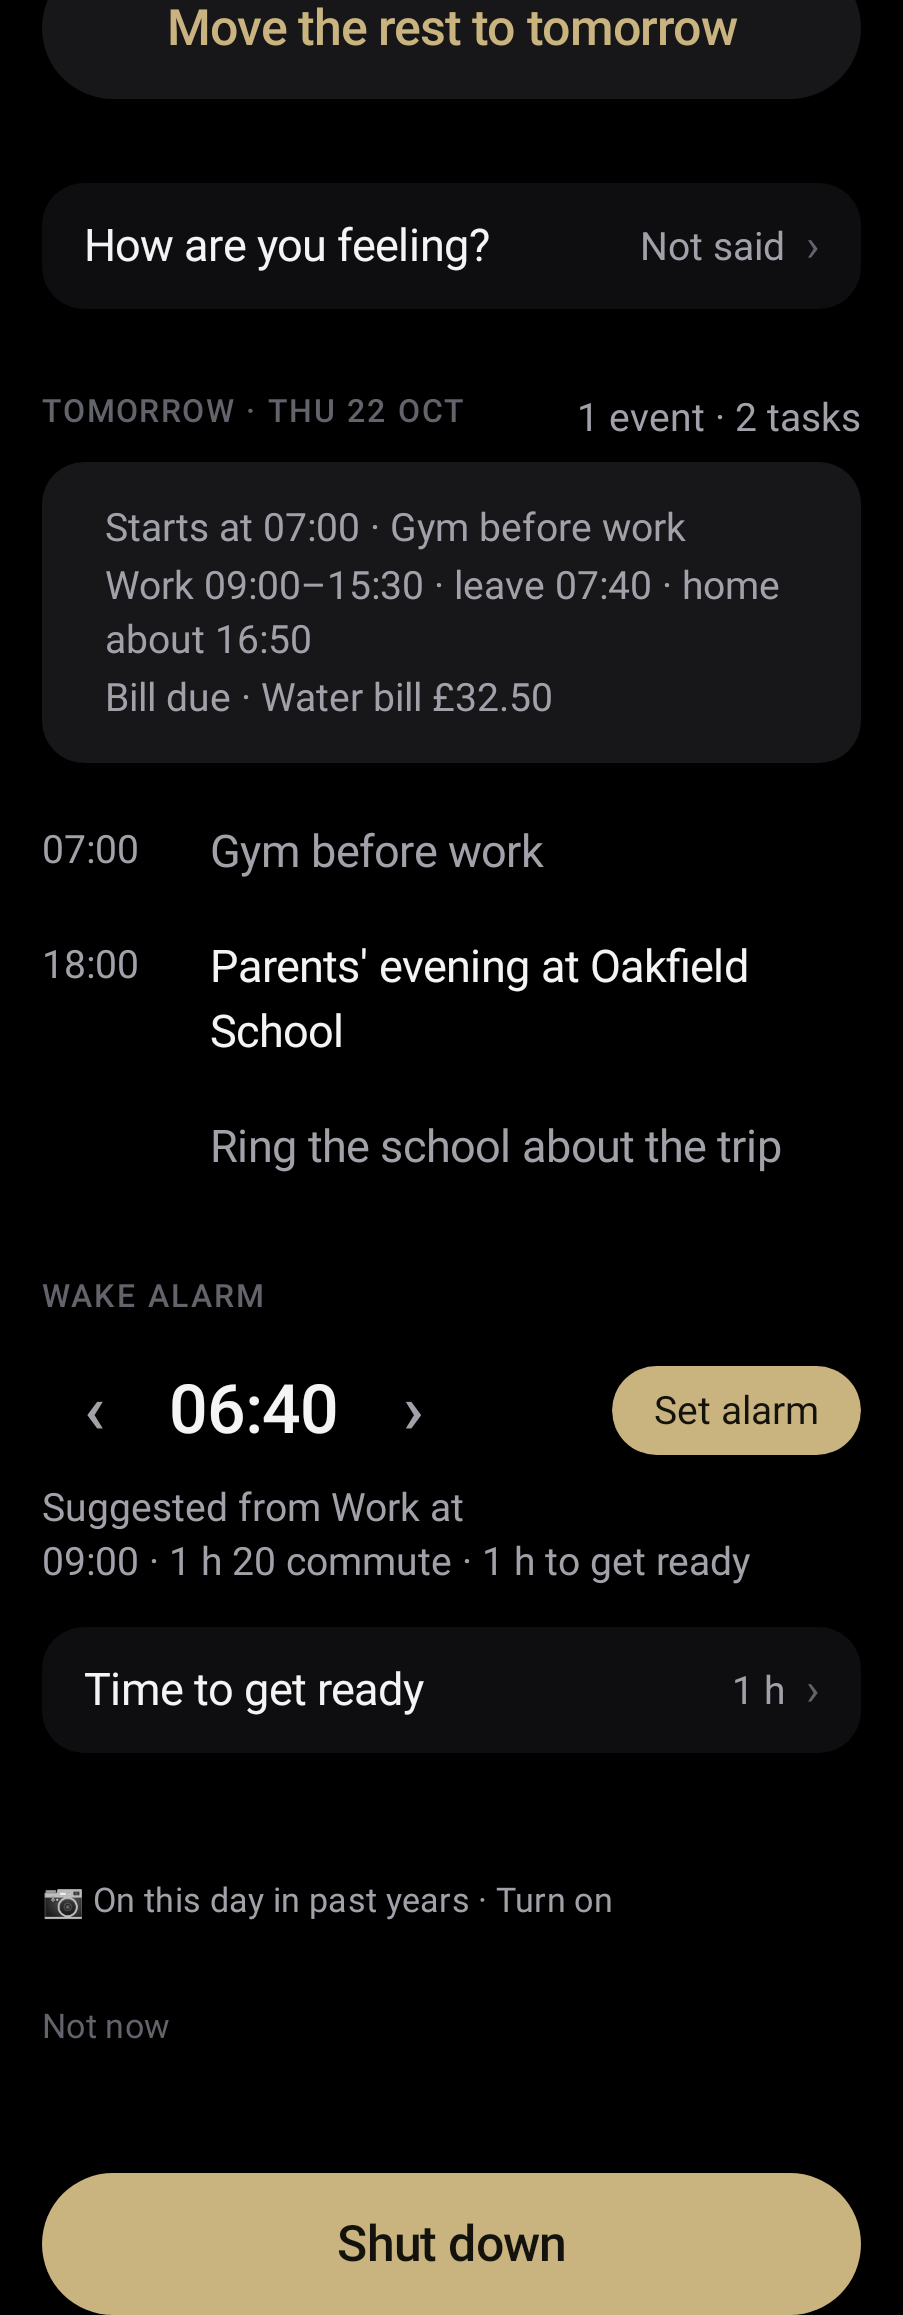 Move the rest to tomorrow
How are you feeling?
Not said ›
TOMORROW · THU 22 OCT
1 event · 2 tasks
Starts at 07:00 · Gym before work
Work 09:00–15:30 · leave 07:40 · home
about 16:50
Bill due · Water bill £32.50
07:00 Gym before work
18:00 Parents' evening at Oakfield
School
Ring the school about the trip
WAKE ALARM
‹ 06:40 ›
Set alarm
Suggested from Work at
09:00 · 1 h 20 commute · 1 h to get ready
Time to get ready
1 h ›
On this day in past years · Turn on
Not now
Shut down